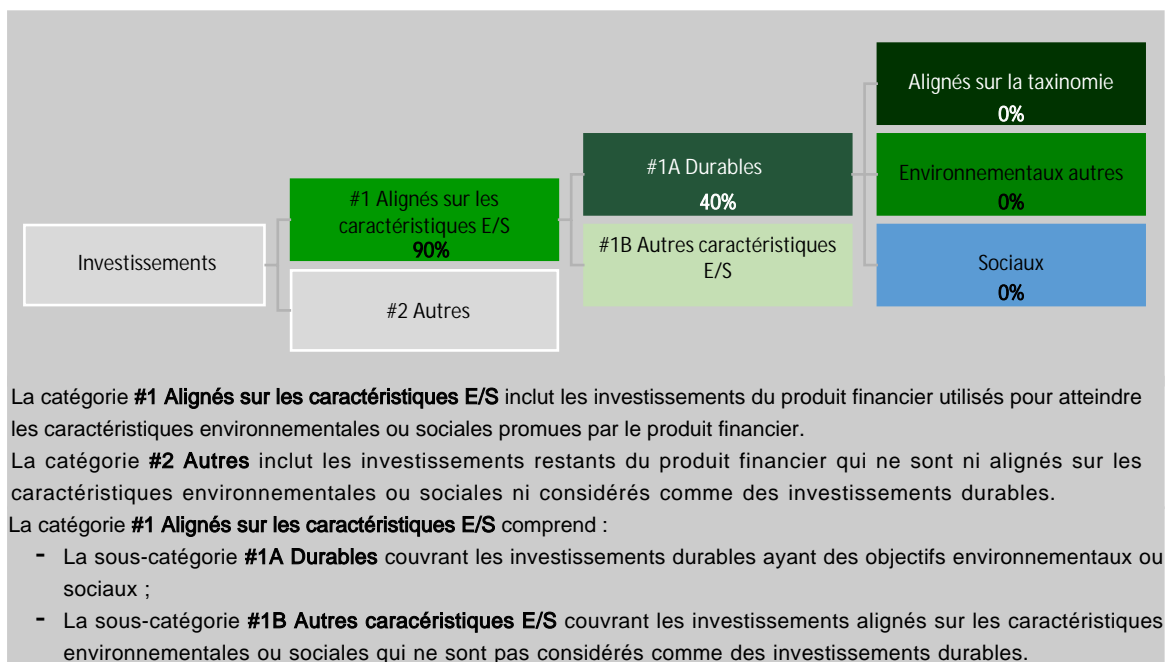 Investissements
#1 Alignés sur les
caractéristiques E/S
90%
#2 Autres
#1A Durables
40%
#1B Autres caractéristiques
E/S
Alignés sur la taxinomie
0%
Environnementaux autres
0%
Sociaux
0%
La catégorie #1 Alignés sur les caractéristiques E/S inclut les investissements du produit financier utilisés pour atteindre
les caractéristiques environnementales ou sociales promues par le produit financier.
La catégorie #2 Autres inclut les investissements restants du produit financier qui ne sont ni alignés sur les
caractéristiques environnementales ou sociales ni considérés comme des investissements durables.
La catégorie #1 Alignés sur les caractéristiques E/S comprend :
- La sous-catégorie #1A Durables couvrant les investissements durables ayant des objectifs environnementaux ou
sociaux ;
- La sous-catégorie #1B Autres caracéristiques E/S couvrant les investissements alignés sur les caractéristiques
environnementales ou sociales qui ne sont pas considérés comme des investissements durables.